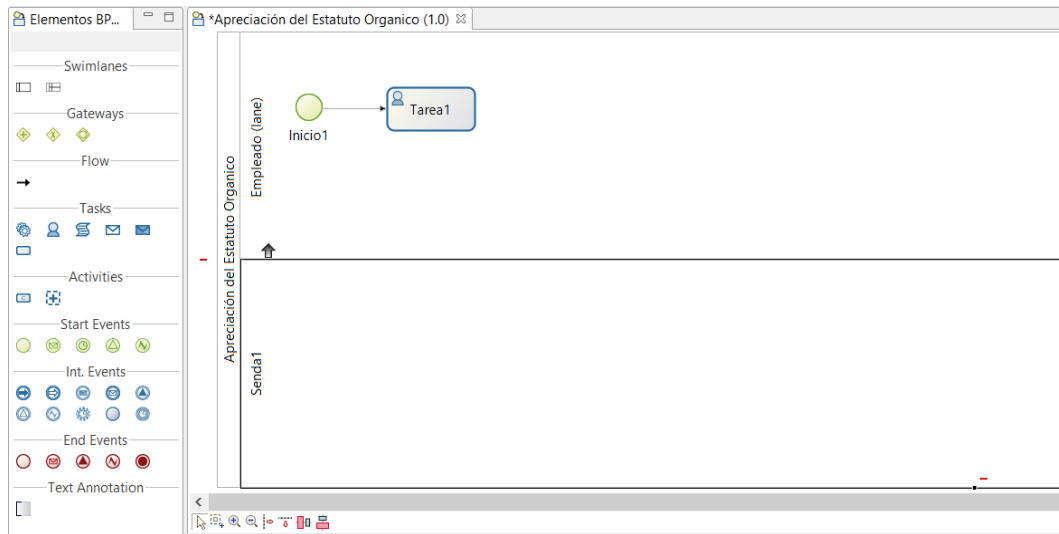 Elementos BP...
Swimlanes
Gateways
Flow
Tasks
Activities
Start Events
Int. Events
End Events
Text Annotation
*Apreciación del Estatuto Organico (1.0)
Apreciación del Estatuto Organico
Empleado (lane)
Inicio1
Tarea1
Senda1